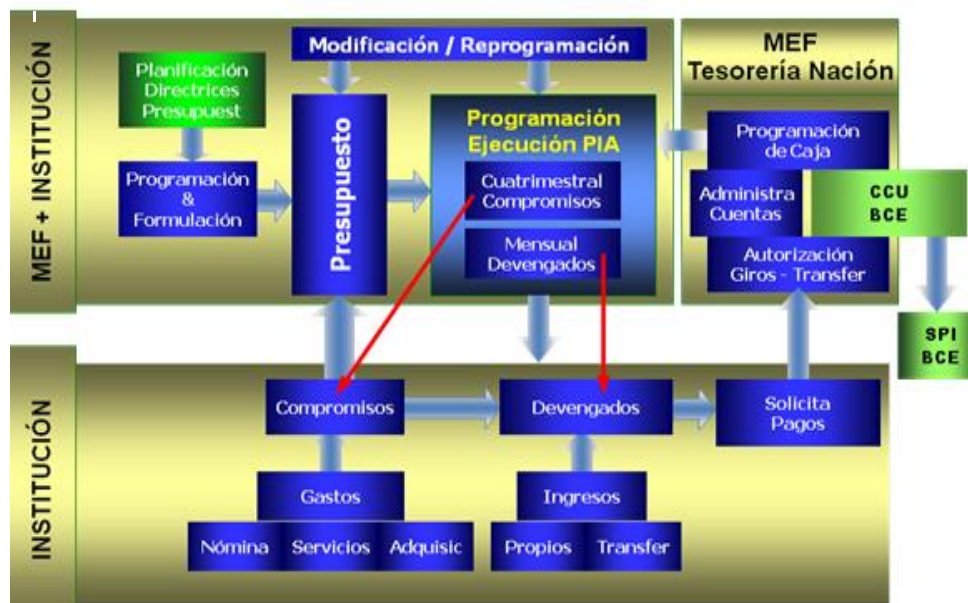 MEF + INSTITUCIÓN
Modificación / Reprogramación
Planificación
Directrices
Presupuest
Programación
&
Formulación
Presupuesto
Programación
Ejecución PIA
Cuatrimestral
Compromisos
Mensual
Devengados
MEF
Tesorería Nación
Programación
de Caja
Administra
Cuentas
CCU
BCE
Autorización
Giros - Transfer
SPI
BCE
INSTITUCIÓN
Compromisos
Devengados
Solicita
Pagos
Gastos
Nómina
Servicios
Adquisic
Ingresos
Propios
Transfer